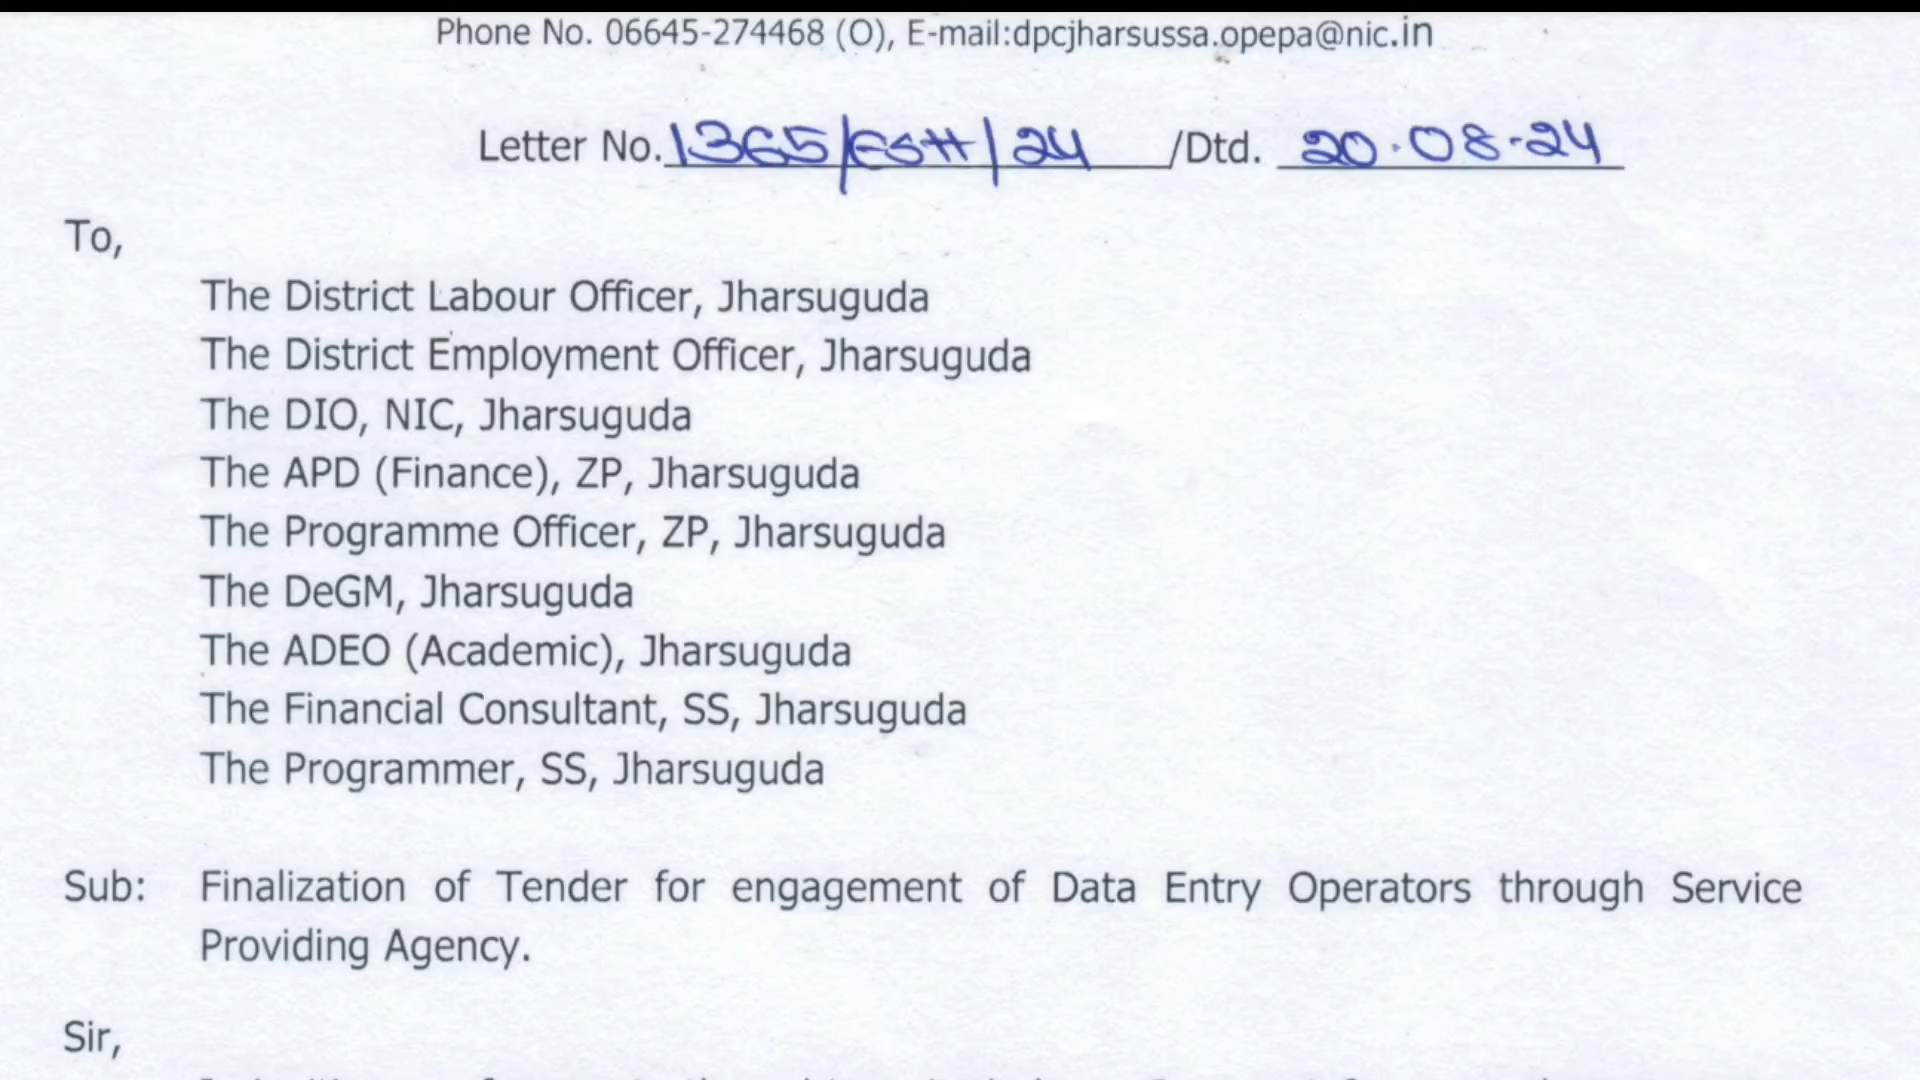 Phone No. 06645-274468 (O), E-mail:dpcjharsussa.opepa@nic.in
Letter No. 1365/Estt/24 /Dtd. 20.08.24
To,
The District Labour Officer, Jharsuguda
The District Employment Officer, Jharsuguda
The DIO, NIC, Jharsuguda
The APD (Finance), ZP, Jharsuguda
The Programme Officer, ZP, Jharsuguda
The DeGM, Jharsuguda
The ADEO (Academic), Jharsuguda
The Financial Consultant, SS, Jharsuguda
The Programmer, SS, Jharsuguda
Sub: Finalization of Tender for engagement of Data Entry Operators through Service
Providing Agency.
Sir,